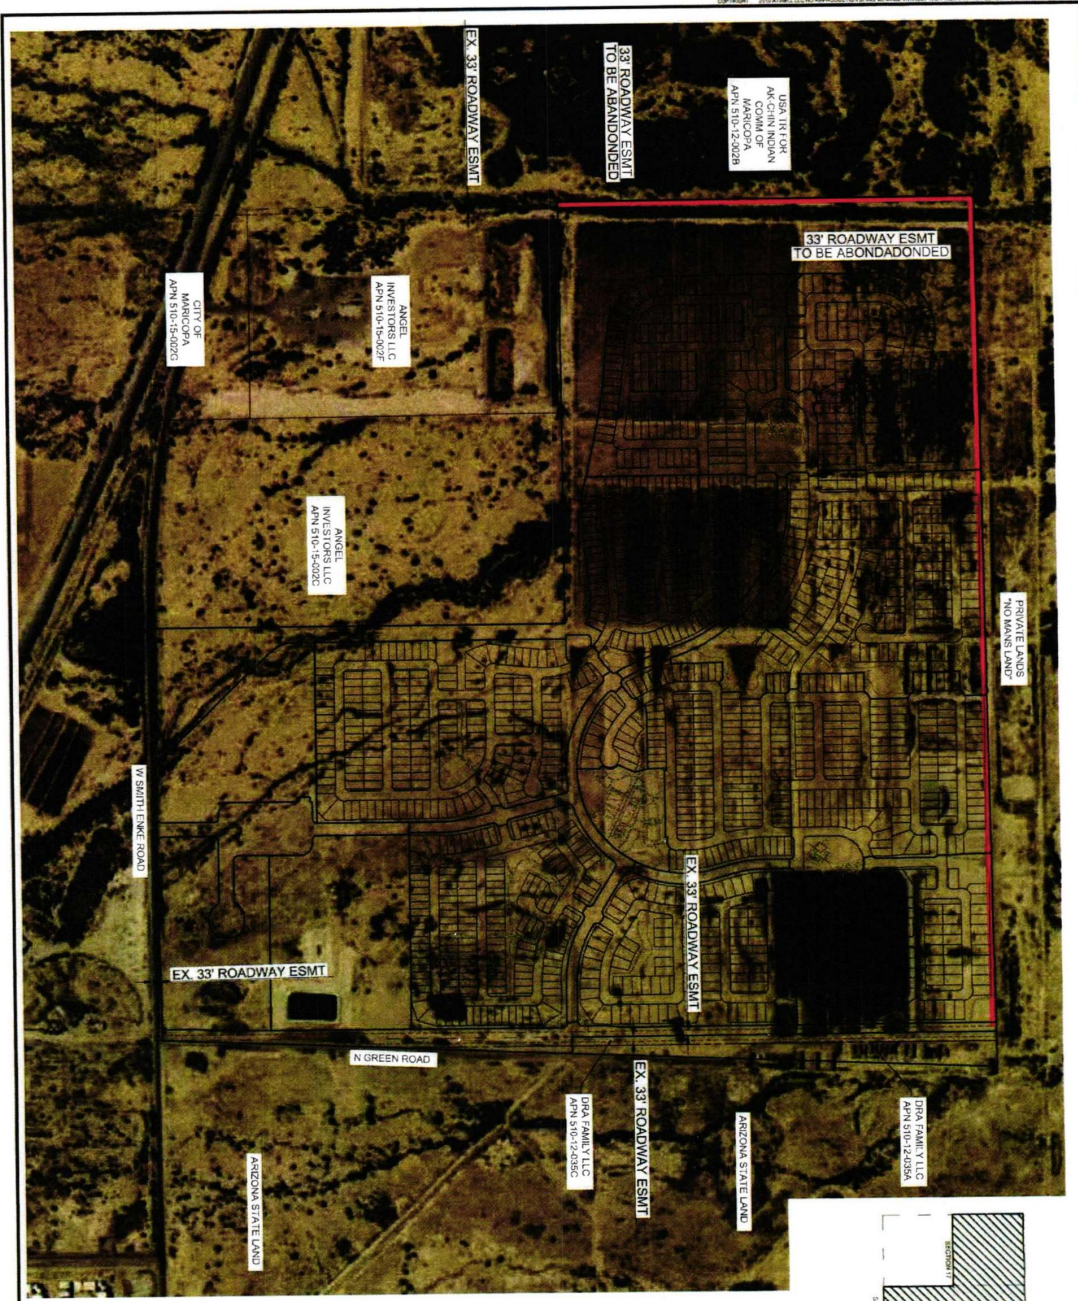 EX. 33' ROADWAY ESMT
33' ROADWAY ESMT
TO BE ABANDONDED
USA TR FOR
AK-CHIN INDIAN
COMM OF
MARICOPA
APN 510-12-002B
33' ROADWAY ESMT
TO BE ABONDADONDED
CITY OF
MARICOPA
APN 510-15-002G
ANGEL
INVESTORS LLC
APN 510-15-002F
ANGEL
INVESTORS LLC
APN 510-15-002C
PRIVATE LANDS
"NO MANS LAND"
W SMITH ENKE ROAD
EX. 33' ROADWAY ESMT
EX. 33' ROADWAY ESMT
N GREEN ROAD
EX. 33' ROADWAY ESMT
DRA FAMILY LLC
APN 510-12-035C
DRA FAMILY LLC
APN 510-12-035A
ARIZONA STATE LAND
ARIZONA STATE LAND
SECTION 17